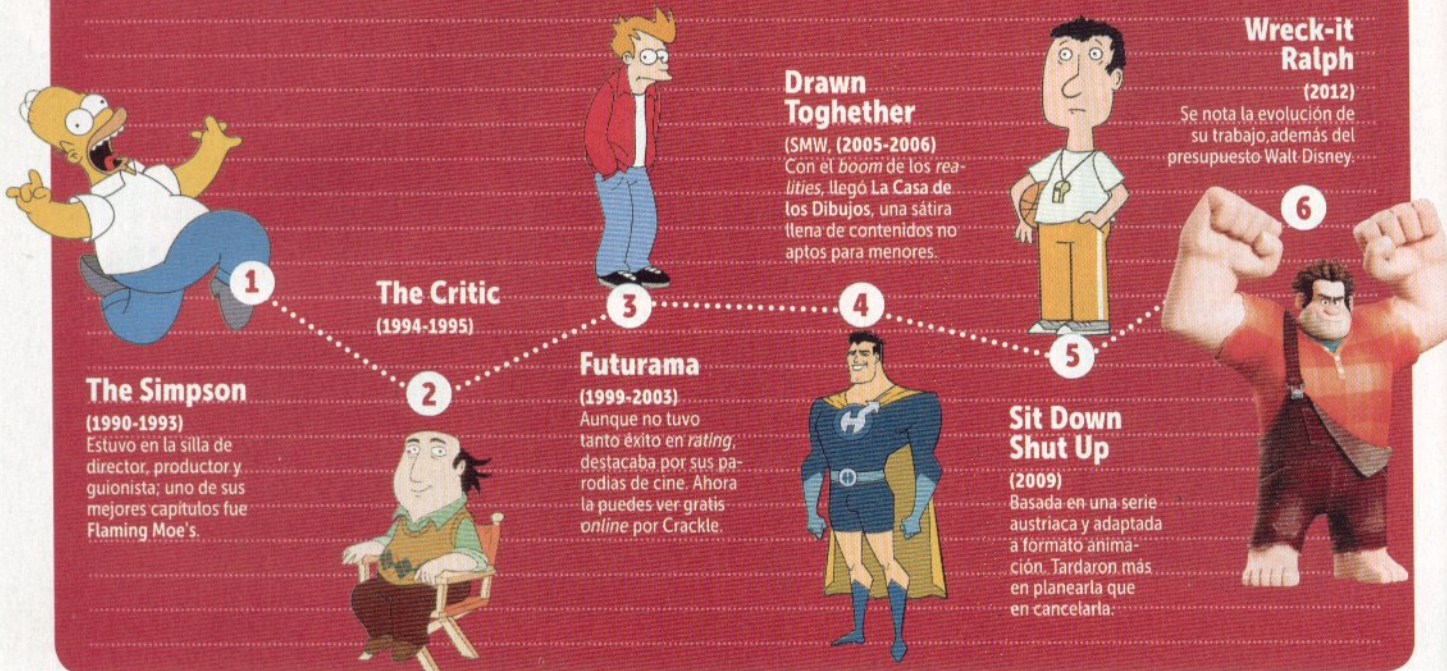 The Simpson
(1990-1993)
Estuvo en la silla de
director, productor y
guionista; uno de sus
mejores capítulos fue
Flaming Moe's.
1
The Critic
(1994-1995)
2
3
Futurama
(1999-2003)
Aunque no tuvo
tanto éxito en rating,
destacaba por sus pa-
rodias de cine. Ahora
la puedes ver gratis
online por Crackle.
Drawn
Toghether
(SMW, (2005-2006)
Con el boom de los rea-
lities, llegó La Casa de
los Dibujos, una sátira
llena de contenidos no
aptos para menores.
4
5
Sit Down
Shut Up
(2009)
Basada en una serie
austriaca y adaptada
a formato anima-
ción. Tardaron más
en planearla que
en cancelarla.
Wreck-it
Ralph
(2012)
Se nota la evolución de
su trabajo,además del
presupuesto Walt Disney.
6